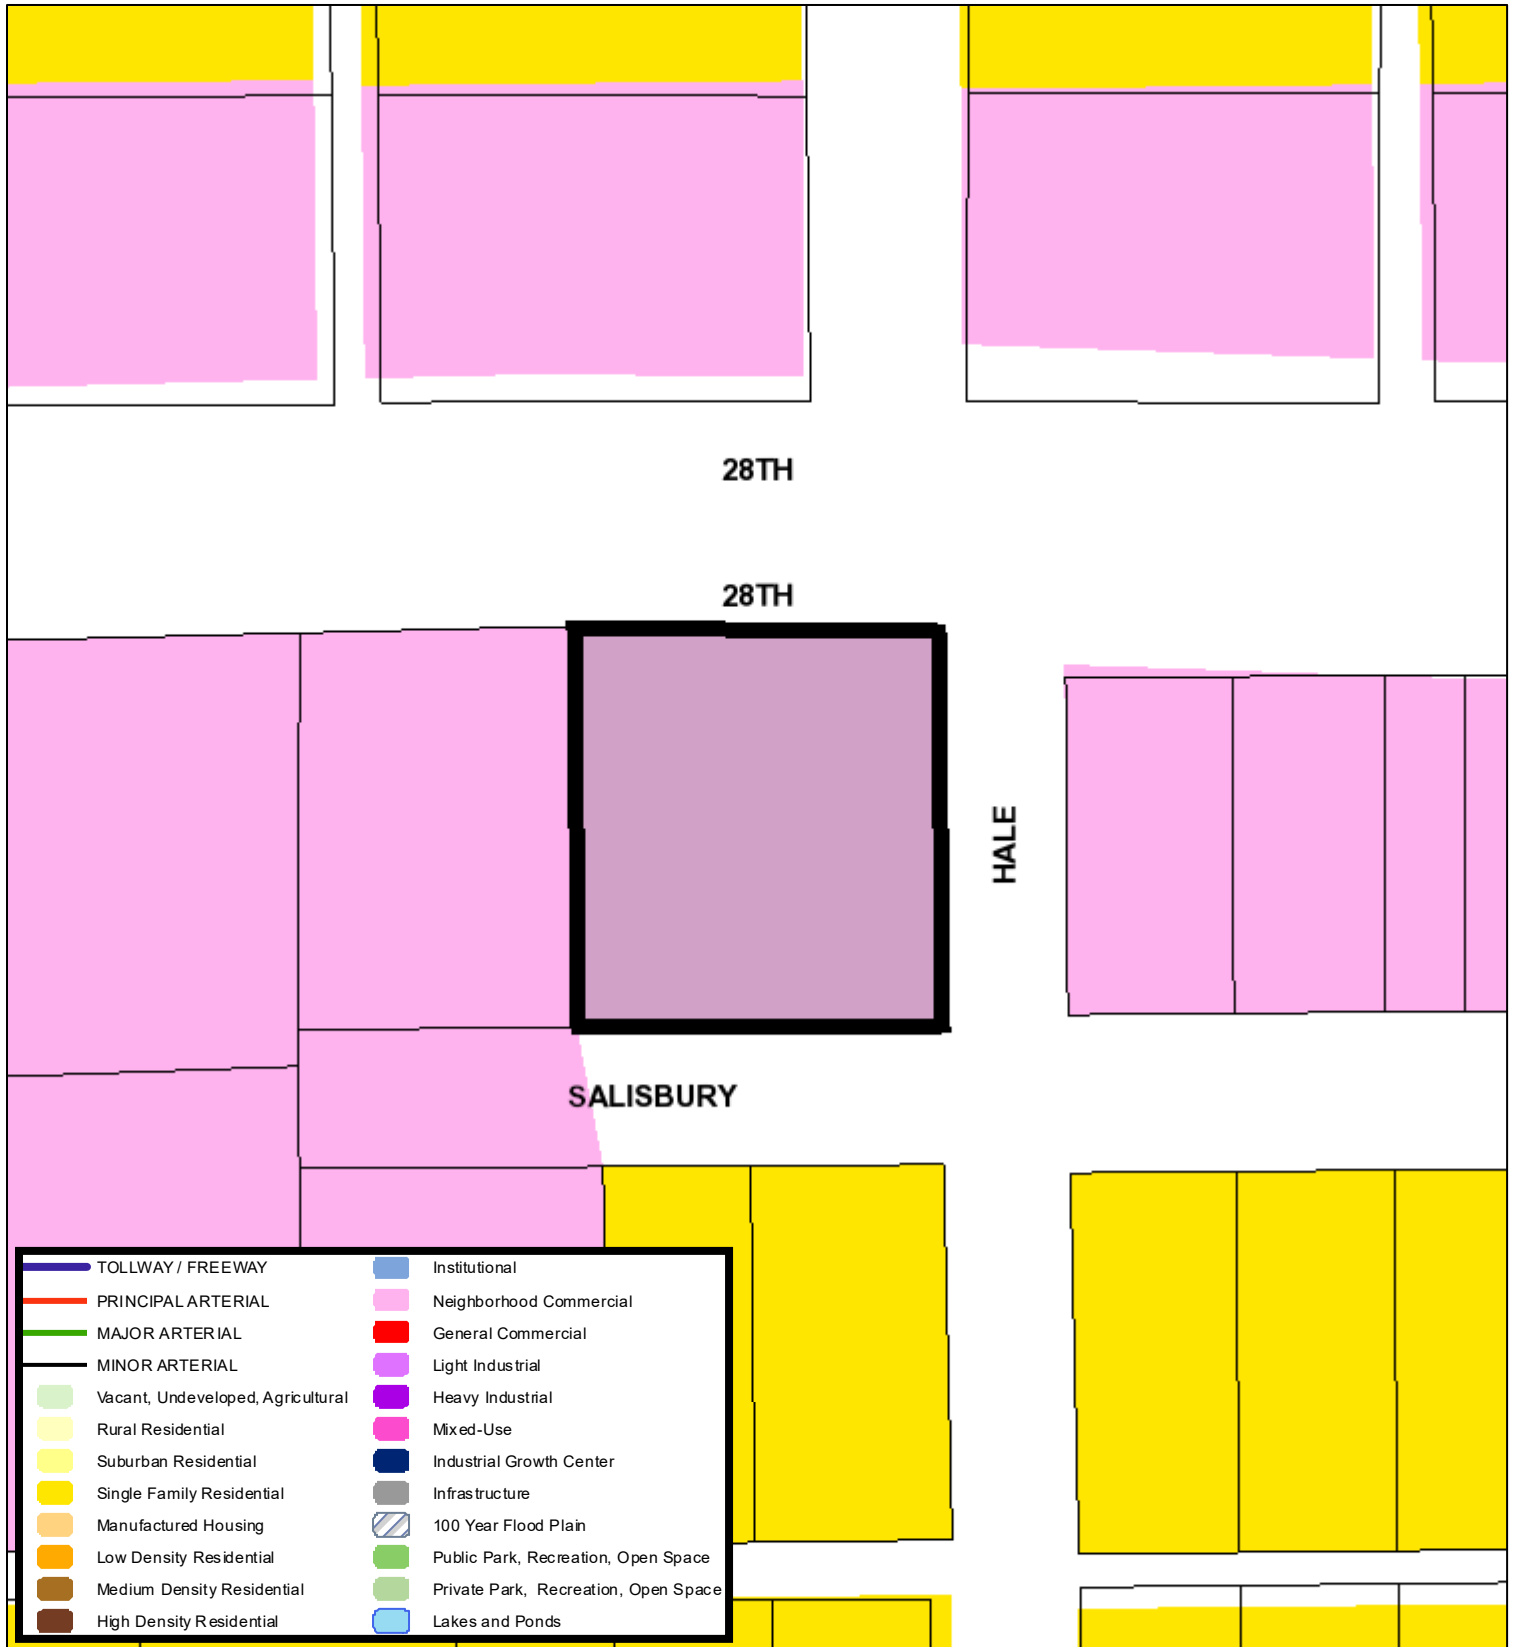 28TH
28TH
HALE
SALISBURY
TOLLWAY / FREEWAY
PRINCIPAL ARTERIAL
MAJOR ARTERIAL
MINOR ARTERIAL
Vacant, Undeveloped, Agricultural
Rural Residential
Suburban Residential
Single Family Residential
Manufactured Housing
Low Density Residential
Medium Density Residential
High Density Residential
Institutional
Neighborhood Commercial
General Commercial
Light Industrial
Heavy Industrial
Mixed-Use
Industrial Growth Center
Infrastructure
100 Year Flood Plain
Public Park, Recreation, Open Space
Private Park, Recreation, Open Space
Lakes and Ponds